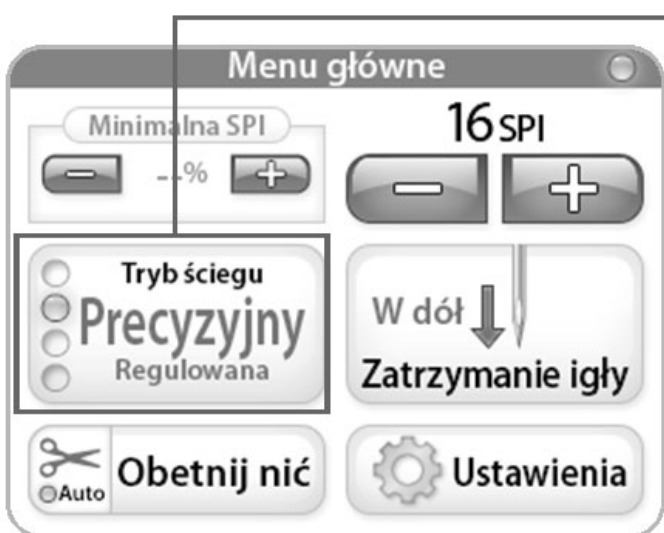 Menu główne
Minimalna SPI
--%
16 SPI
Tryb ściegu
Precyzyjny
Regulowana
W dół
Zatrzymanie igły
Auto
Obetnij nić
Ustawienia